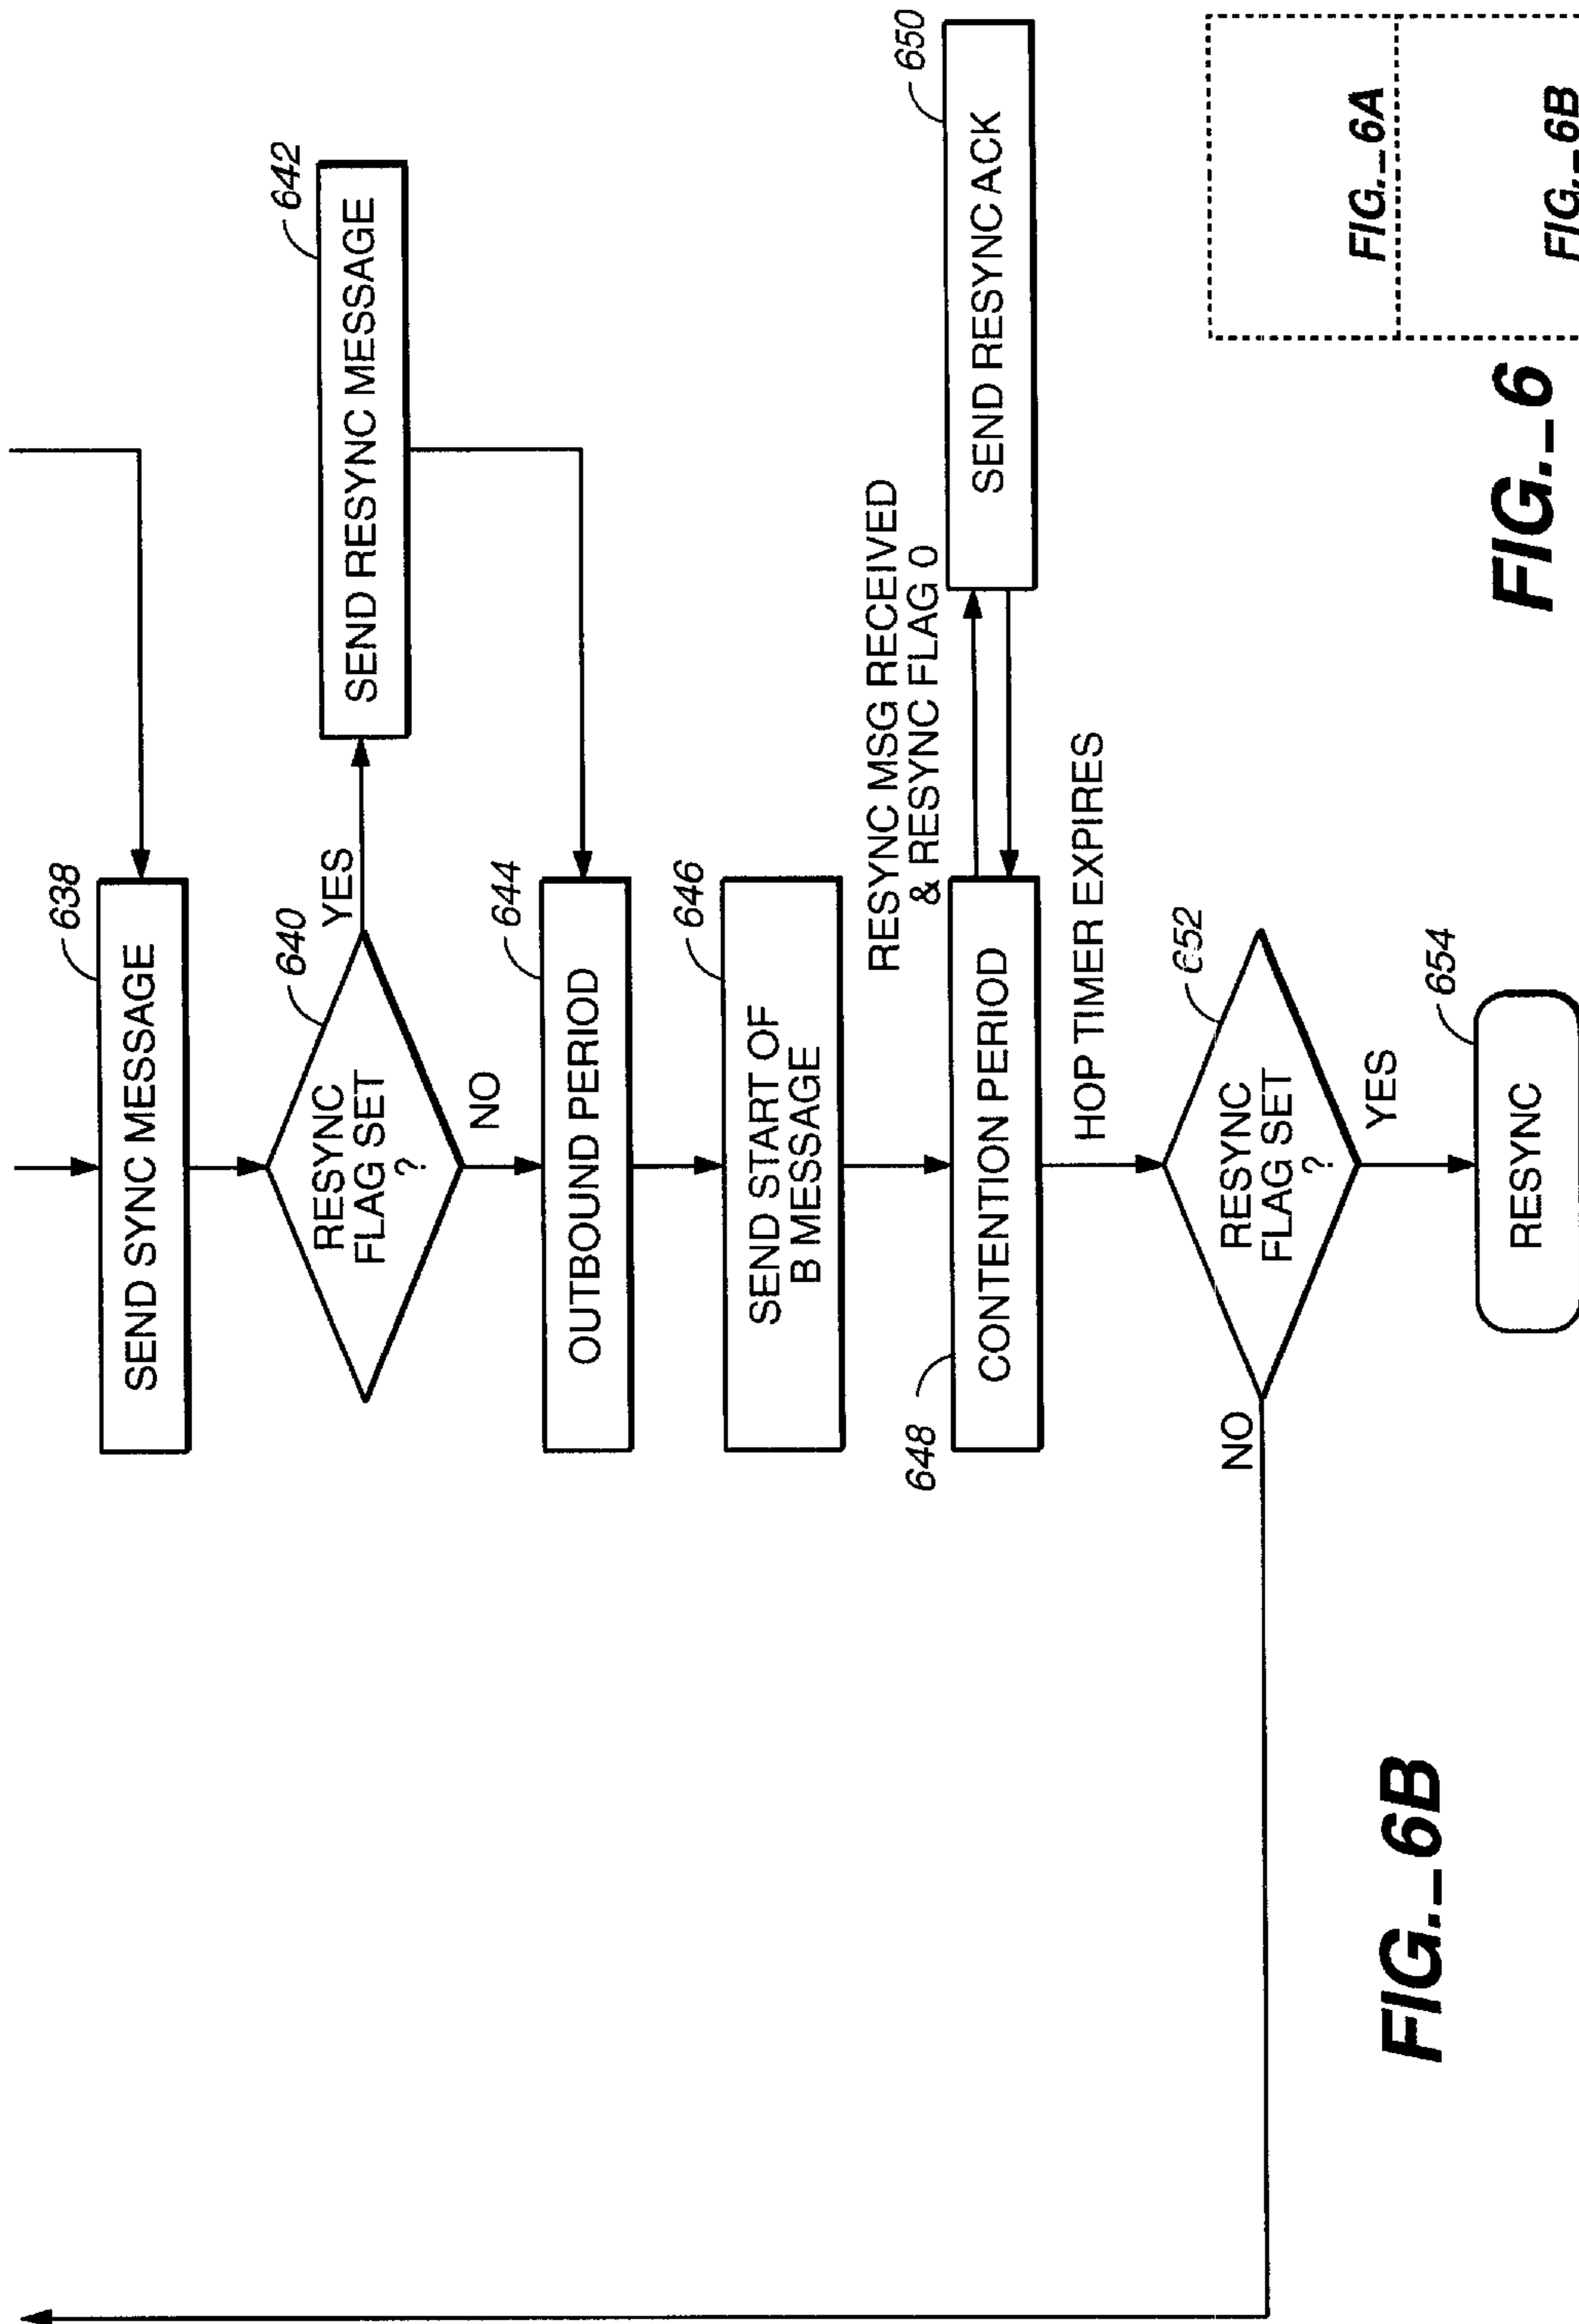 638
SEND SYNC MESSAGE
640
RESYNC
FLAG SET
?
YES
NO
642
SEND RESYNC MESSAGE
644
OUTBOUND PERIOD
646
SEND START OF
B MESSAGE
RESYNC MSG RECEIVED
& RESYNC FLAG 0
648
CONTENTION PERIOD
650
SEND RESYNC ACK
HOP TIMER EXPIRES
652
RESYNC
FLAG SET
?
NO
YES
654
RESYNC
FIG._6B
FIG._6
FIG._6A
FIG._6B